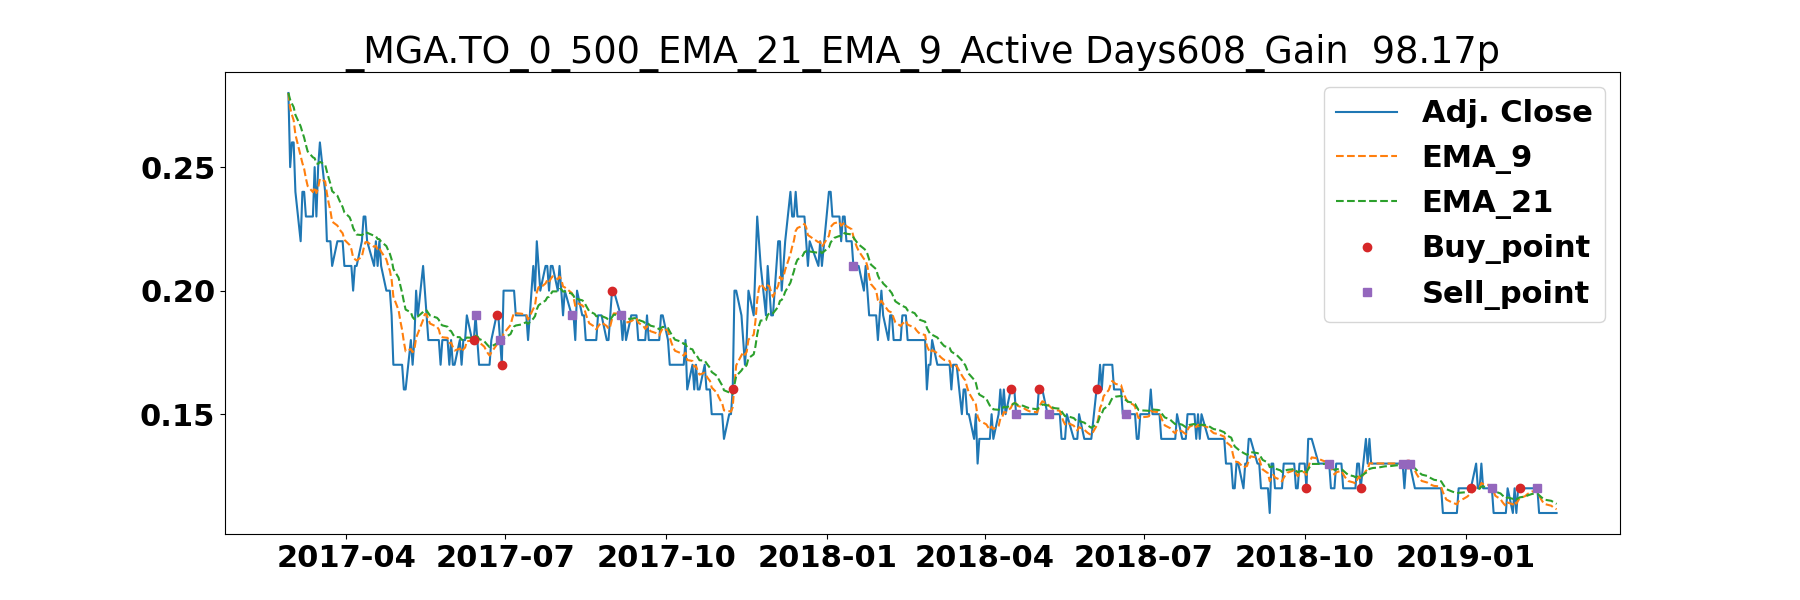 _MGA.TO_0_500_EMA_21_EMA_9_Active Days608_Gain  98.17p
Adj. Close
EMA_9
EMA_21
Buy_point
Sell_point
0.25
0.20
0.15
2017-04 2017-07 2017-10 2018-01 2018-04 2018-07 2018-10 2019-01